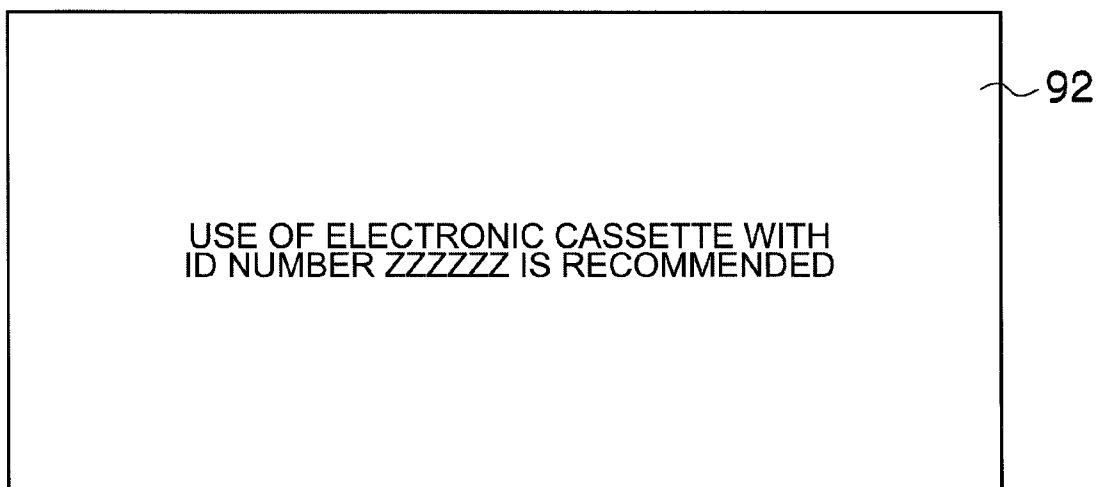 92
USE OF ELECTRONIC CASSETTE WITH
ID NUMBER ZZZZZZ IS RECOMMENDED